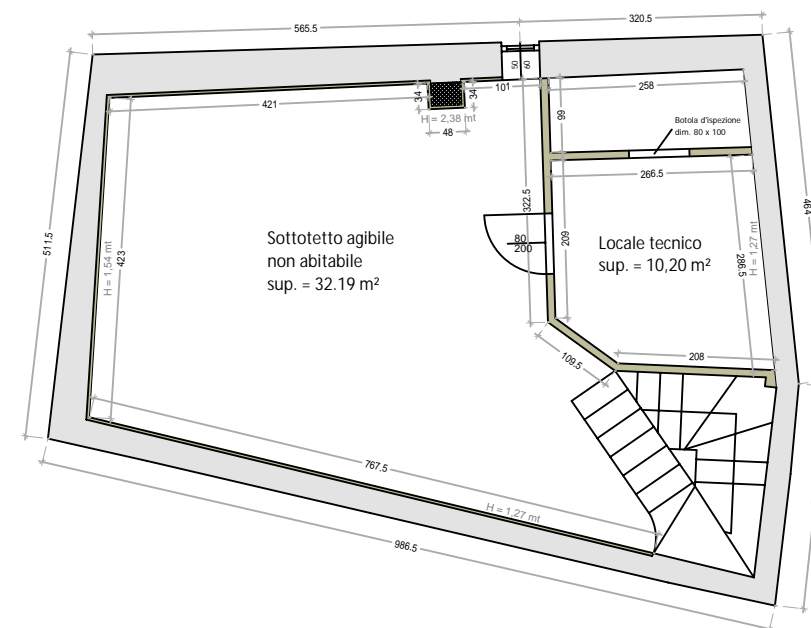 565.5
320.5
50
60
421
34
34
101
H = 2,38 mt
48
258
99
Botola d'ispezione
dim. 80 x 100
266.5
464
511.5
H = 1,54 mt
423
322.5
209
80
200
Sottotetto agibile
non abitabile
sup. = 32.19 m²
Locale tecnico
sup. = 10,20 m²
286.5
H = 1,27 mt
109.5
208
767.5
H = 1,27 mt
986.5